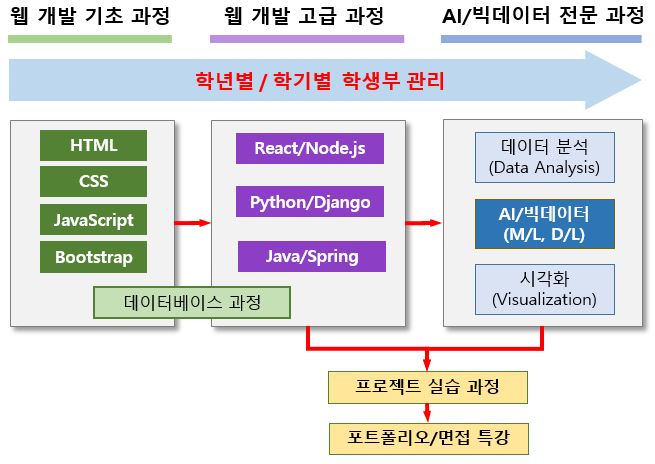 웹 개발 기초 과정
웹 개발 고급 과정
AI/빅데이터 전문 과정
학년별 / 학기별 학생부 관리
HTML
CSS
JavaScript
Bootstrap
데이터베이스 과정
React/Node.js
Python/Django
Java/Spring
데이터 분석
(Data Analysis)
AI/빅데이터
(M/L, D/L)
시각화
(Visualization)
프로젝트 실습 과정
포트폴리오/면접 특강